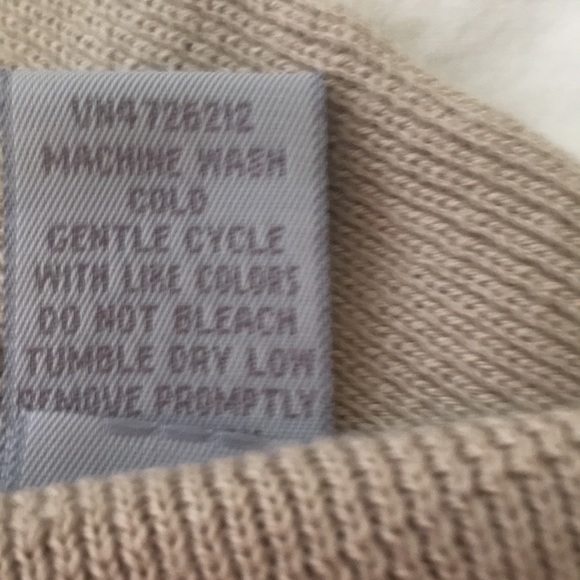 VN4726212
MACHINE WASH
COLD
GENTLE CYCLE
WITH LIKE COLORS
DO NOT BLEACH
TUMBLE DRY LOW
REMOVE PROMPTLY